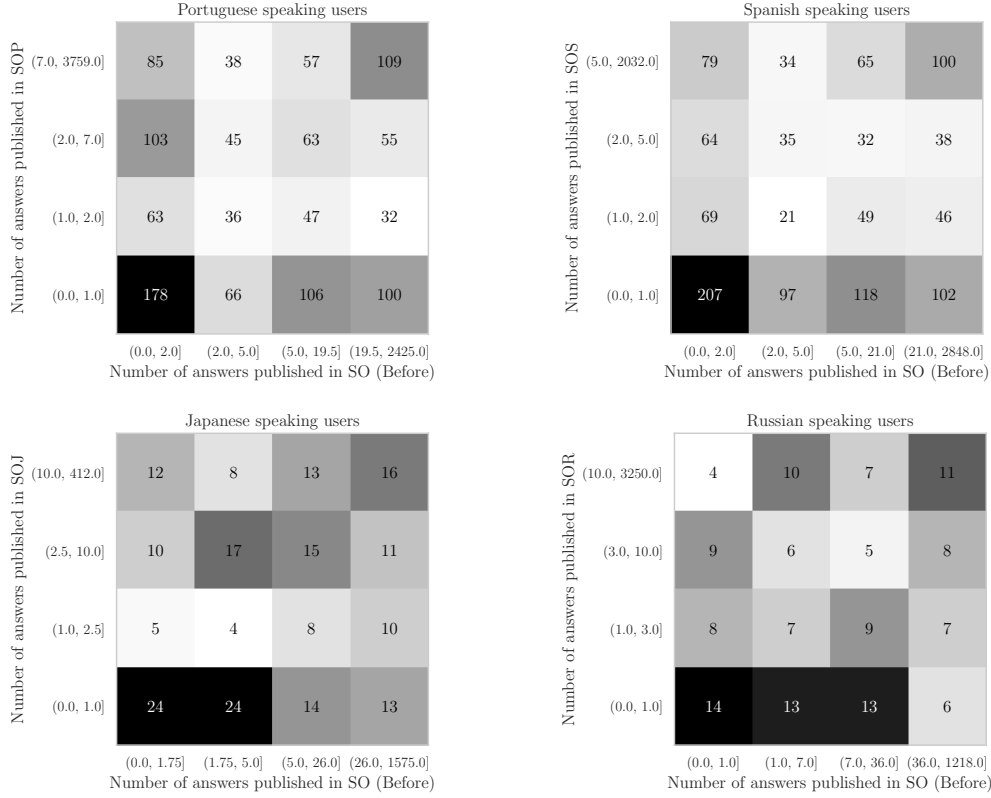 Portuguese speaking users
Number of answers published in SOP
(7.0, 3759.0] 85 38 57 109
(2.0, 7.0] 103 45 63 55
(1.0, 2.0] 63 36 47 32
(0.0, 1.0] 178 66 106 100
(0.0, 2.0] (2.0, 5.0] (5.0, 19.5] (19.5, 2425.0]
Number of answers published in SO (Before)
Spanish speaking users
Number of answers published in SOS
(5.0, 2032.0] 79 34 65 100
(2.0, 5.0] 64 35 32 38
(1.0, 2.0] 69 21 49 46
(0.0, 1.0] 207 97 118 102
(0.0, 2.0] (2.0, 5.0] (5.0, 21.0] (21.0, 2848.0]
Number of answers published in SO (Before)
Japanese speaking users
Number of answers published in SOJ
(10.0, 412.0] 12 8 13 16
(2.5, 10.0] 10 17 15 11
(1.0, 2.5] 5 4 8 10
(0.0, 1.0] 24 24 14 13
(0.0, 1.75] (1.75, 5.0] (5.0, 26.0] (26.0, 1575.0]
Number of answers published in SO (Before)
Russian speaking users
Number of answers published in SOR
(10.0, 3250.0] 4 10 7 11
(3.0, 10.0] 9 6 5 8
(1.0, 3.0] 8 7 9 7
(0.0, 1.0] 14 13 13 6
(0.0, 1.0] (1.0, 7.0] (7.0, 36.0] (36.0, 1218.0]
Number of answers published in SO (Before)